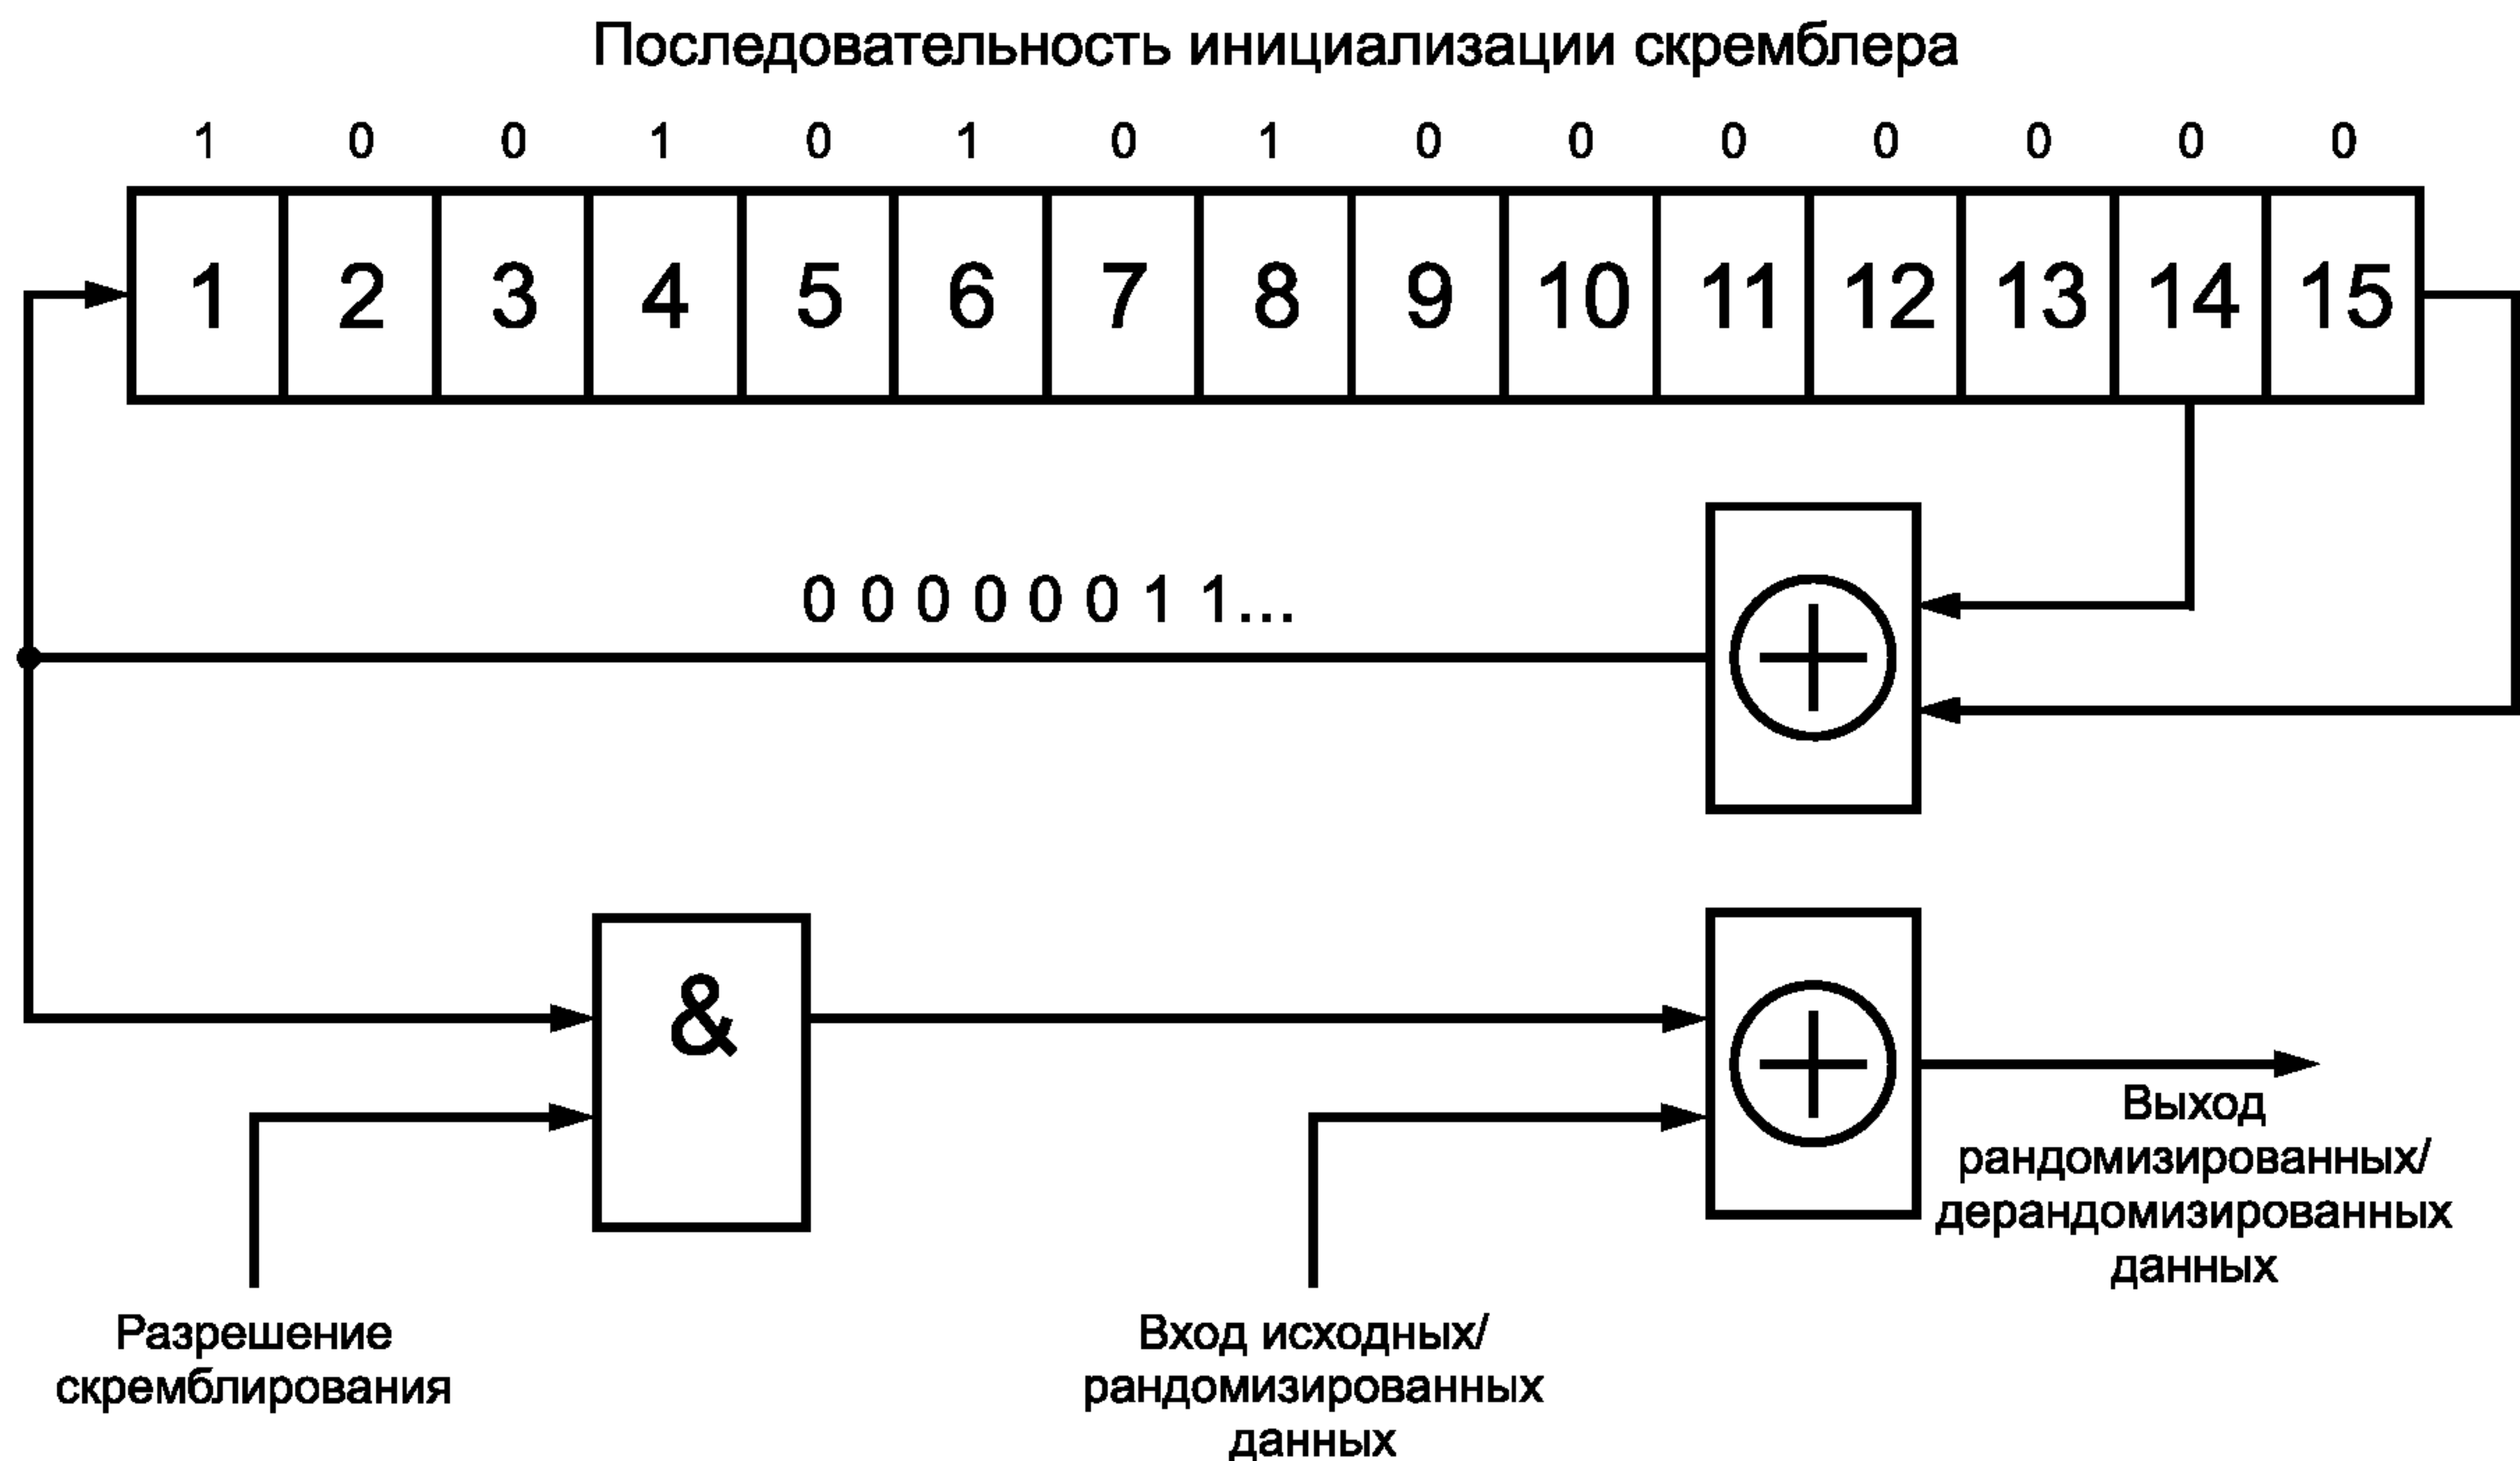 Последовательность инициализации скремблера
1 0 0 1 0 1 0 1 0 0 0 0 0 0 0
1 2 3 4 5 6 7 8 9 10 11 12 13 14 15
0 0 0 0 0 0 1 1...
&
Выход
рандомизированных/
дерандомизированных
данных
Разрешение
скремблирования
Вход исходных/
рандомизированных
данных